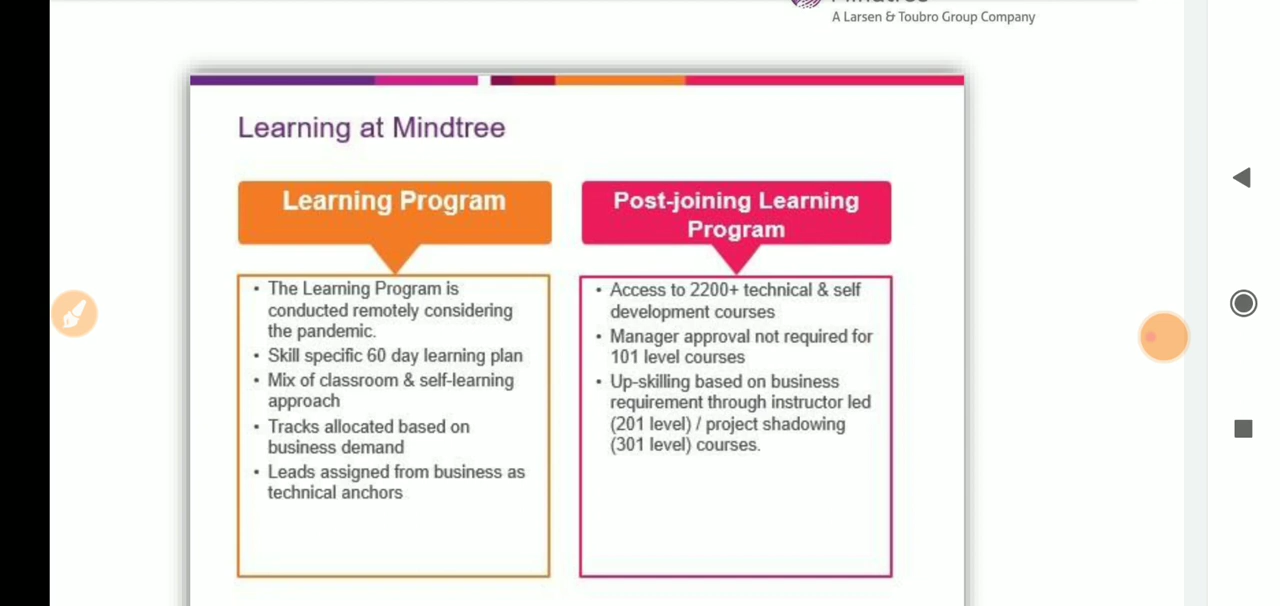 A Larsen & Toubro Group Company
Learning at Mindtree
Learning Program
• The Learning Program is
conducted remotely considering
the pandemic.
• Skill specific 60 day learning plan
• Mix of classroom & self-learning
approach
• Tracks allocated based on
business demand
• Leads assigned from business as
technical anchors
Post-joining Learning
Program
• Access to 2200+ technical & self
development courses
• Manager approval not required for
101 level courses
• Up-skilling based on business
requirement through instructor led
(201 level) / project shadowing
(301 level) courses.